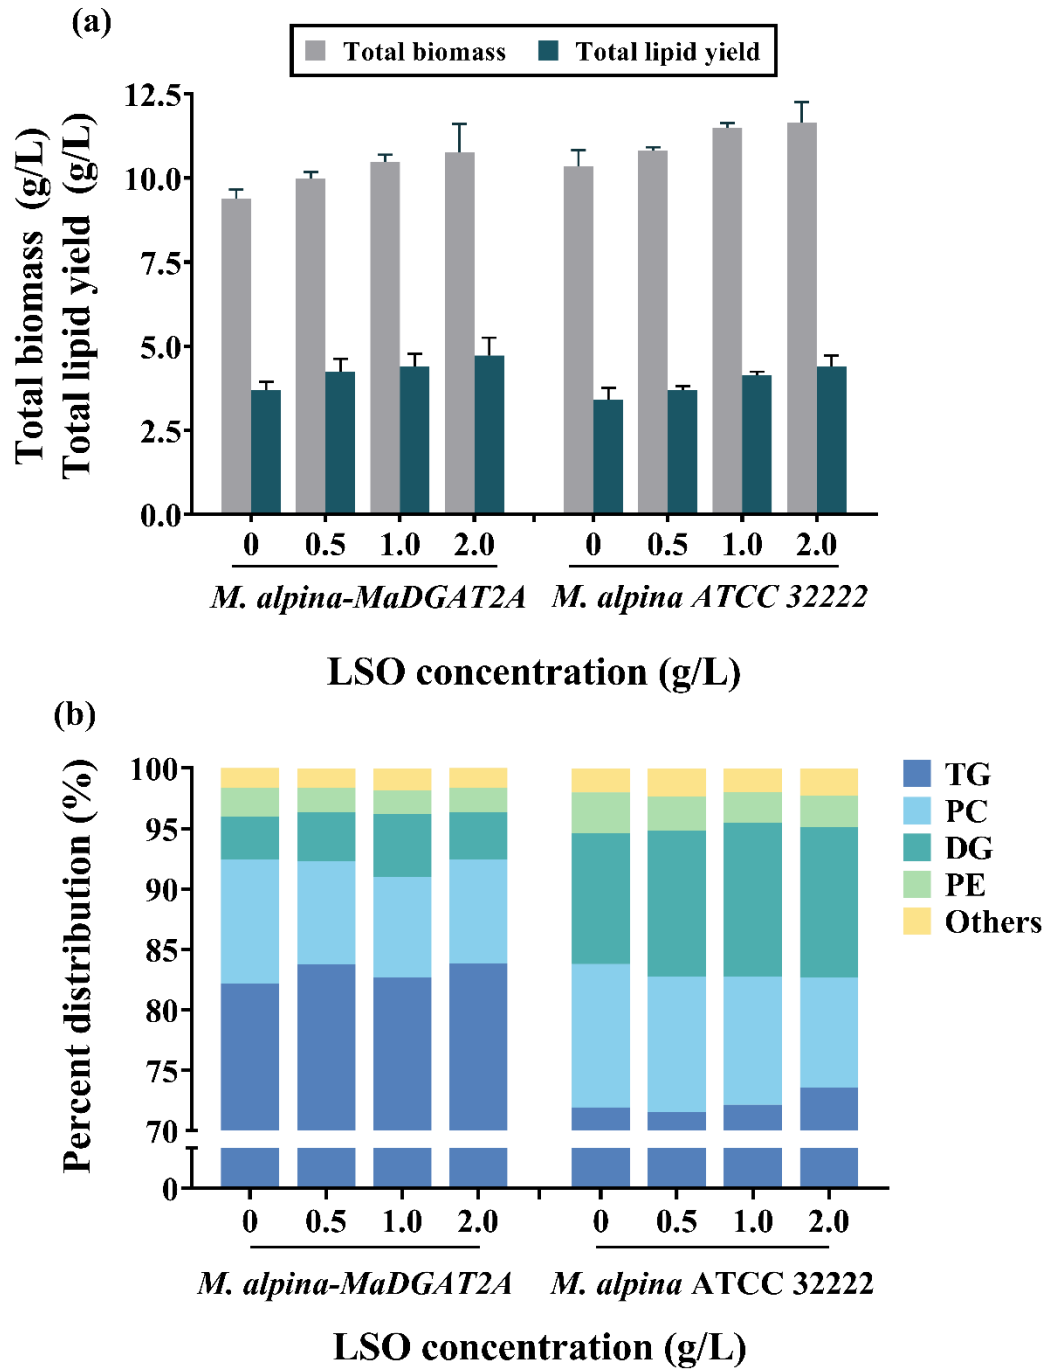 (a)
Total biomass Total lipid yield
Total biomass (g/L)
Total lipid yield (g/L)
12.5
10.0
7.5
5.0
2.5
0.0
0 0.5 1.0 2.0 0 0.5 1.0 2.0
M. alpina-MaDGAT2A M. alpina ATCC 32222
LSO concentration (g/L)
(b)
Percent distribution (%)
100
95
90
85
80
75
70
0
TG
PC
DG
PE
Others
0 0.5 1.0 2.0 0 0.5 1.0 2.0
M. alpina-MaDGAT2A M. alpina ATCC 32222
LSO concentration (g/L)